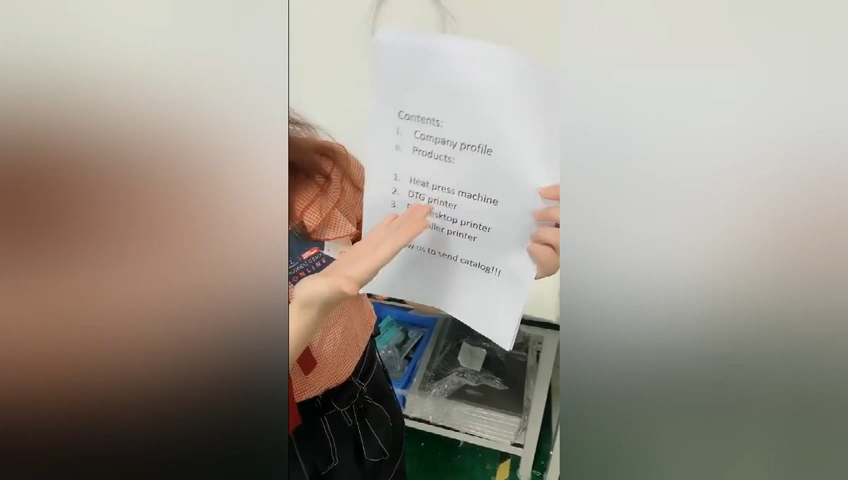 Contents:
I. Company profile
II. Products:
1. Heat press machine
2. DTG printer
3. desktop printer
printer
us to send catalog!!!
ONLINE